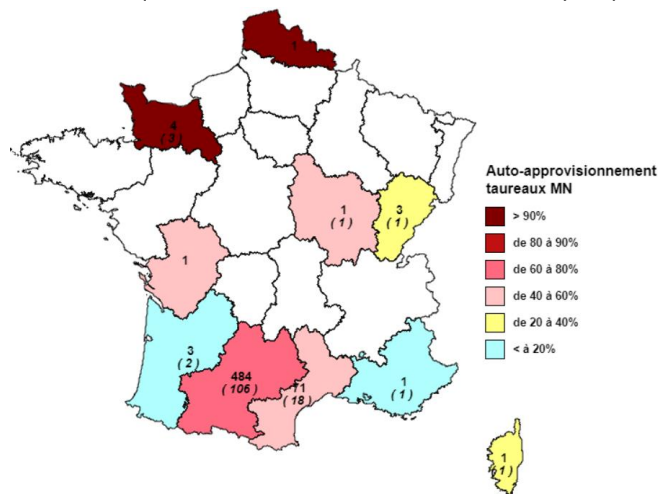 1
4
( 3 )
1
( 1 )
3
( 1 )
1
3
( 2 )
484
( 106 )
( 18 )
1
( 1 )
1
Auto-approvisionnement
taureaux MN
> 90%
de 80 à 90%
de 60 à 80%
de 40 à 60%
de 20 à 40%
< à 20%